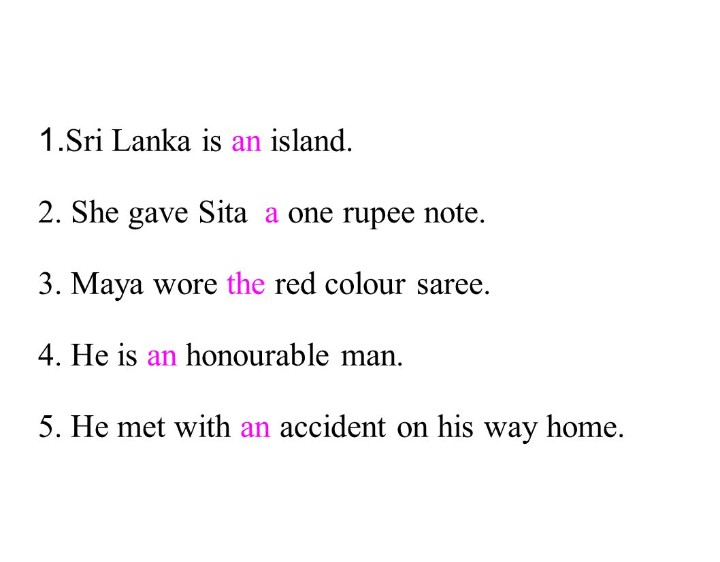 1.Sri Lanka is an island.
2. She gave Sita a one rupee note.
3. Maya wore the red colour saree.
4. He is an honourable man.
5. He met with an accident on his way home.